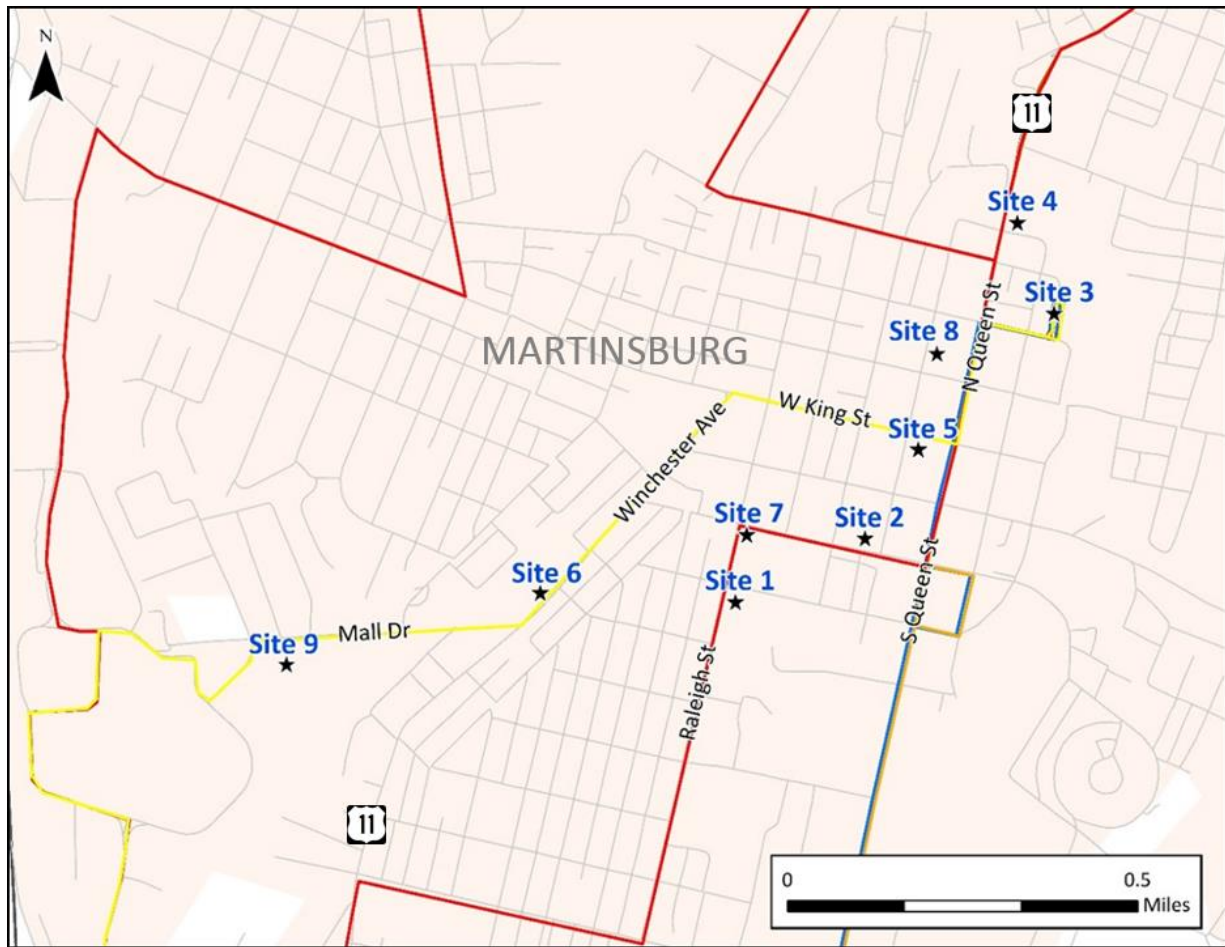 N
11
Site 4
Site 3
N Queen St
Site 8
MARTINSBURG
W King St
Site 5
Winchester Ave
Site 7
Site 2
Site 6
Site 1
S Queen St
Mall Dr
Site 9
Raleigh St
11
0
0.5
Miles